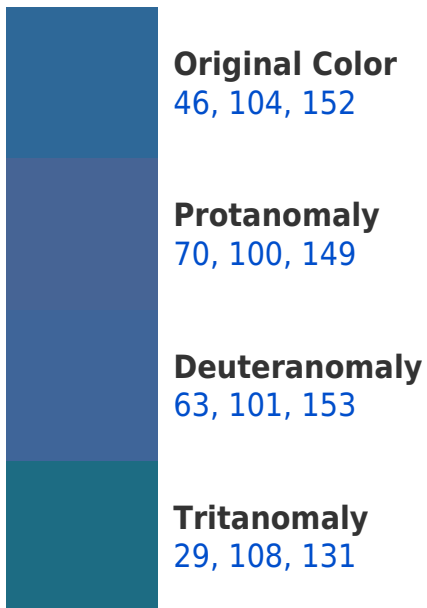 Original Color
46, 104, 152
Protanomaly
70, 100, 149
Deuteranomaly
63, 101, 153
Tritanomaly
29, 108, 131